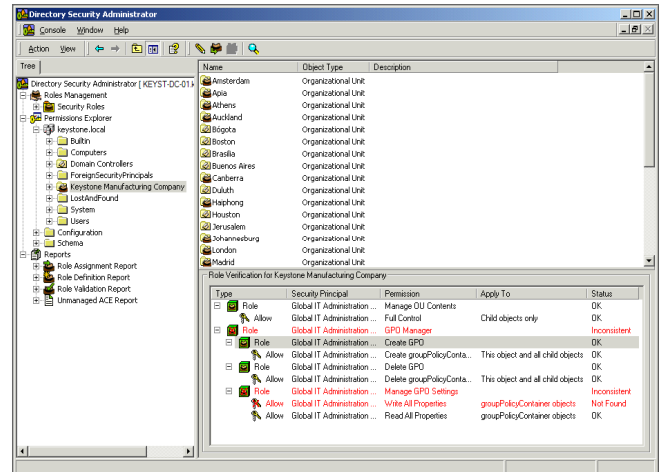 Directory Security Administrator
Console Window Help
Action View
Tree
Directory Security Administrator [ KEYST-DC-01.k
Roles Management
Security Roles
Permissions Explorer
keystone.local
Builtin
Computers
Domain Controllers
ForeignSecurityPrincipals
Keystone Manufacturing Company
LostAndFound
System
Users
Configuration
Schema
Reports
Role Assignment Report
Role Definition Report
Role Validation Report
Unmanaged ACE Report
Name Object Type Description
Amsterdam Organizational Unit
Apia Organizational Unit
Athens Organizational Unit
Auckland Organizational Unit
Bógota Organizational Unit
Boston Organizational Unit
Brasilia Organizational Unit
Buenos Aires Organizational Unit
Canberra Organizational Unit
Duluth Organizational Unit
Haiphong Organizational Unit
Houston Organizational Unit
Jerusalem Organizational Unit
Johannesburg Organizational Unit
London Organizational Unit
Madrid Organizational Unit
Role Verification for Keystone Manufacturing Company
Type Security Principal Permission Apply To Status
Role Global IT Administration ... Manage OU Contents OK
Allow Global IT Administration ... Full Control Child objects only OK
Role Global IT Administration ... GPO Manager Inconsistent
Role Global IT Administration ... Create GPO OK
Allow Global IT Administration ... Create groupPolicyConta... This object and all child objects OK
Role Global IT Administration ... Delete GPO OK
Allow Global IT Administration ... Delete groupPolicyConta... This object and all child objects OK
Role Global IT Administration ... Manage GPO Settings Inconsistent
Allow Global IT Administration ... Write All Properties groupPolicyContainer objects Not Found
Allow Global IT Administration ... Read All Properties groupPolicyContainer objects OK